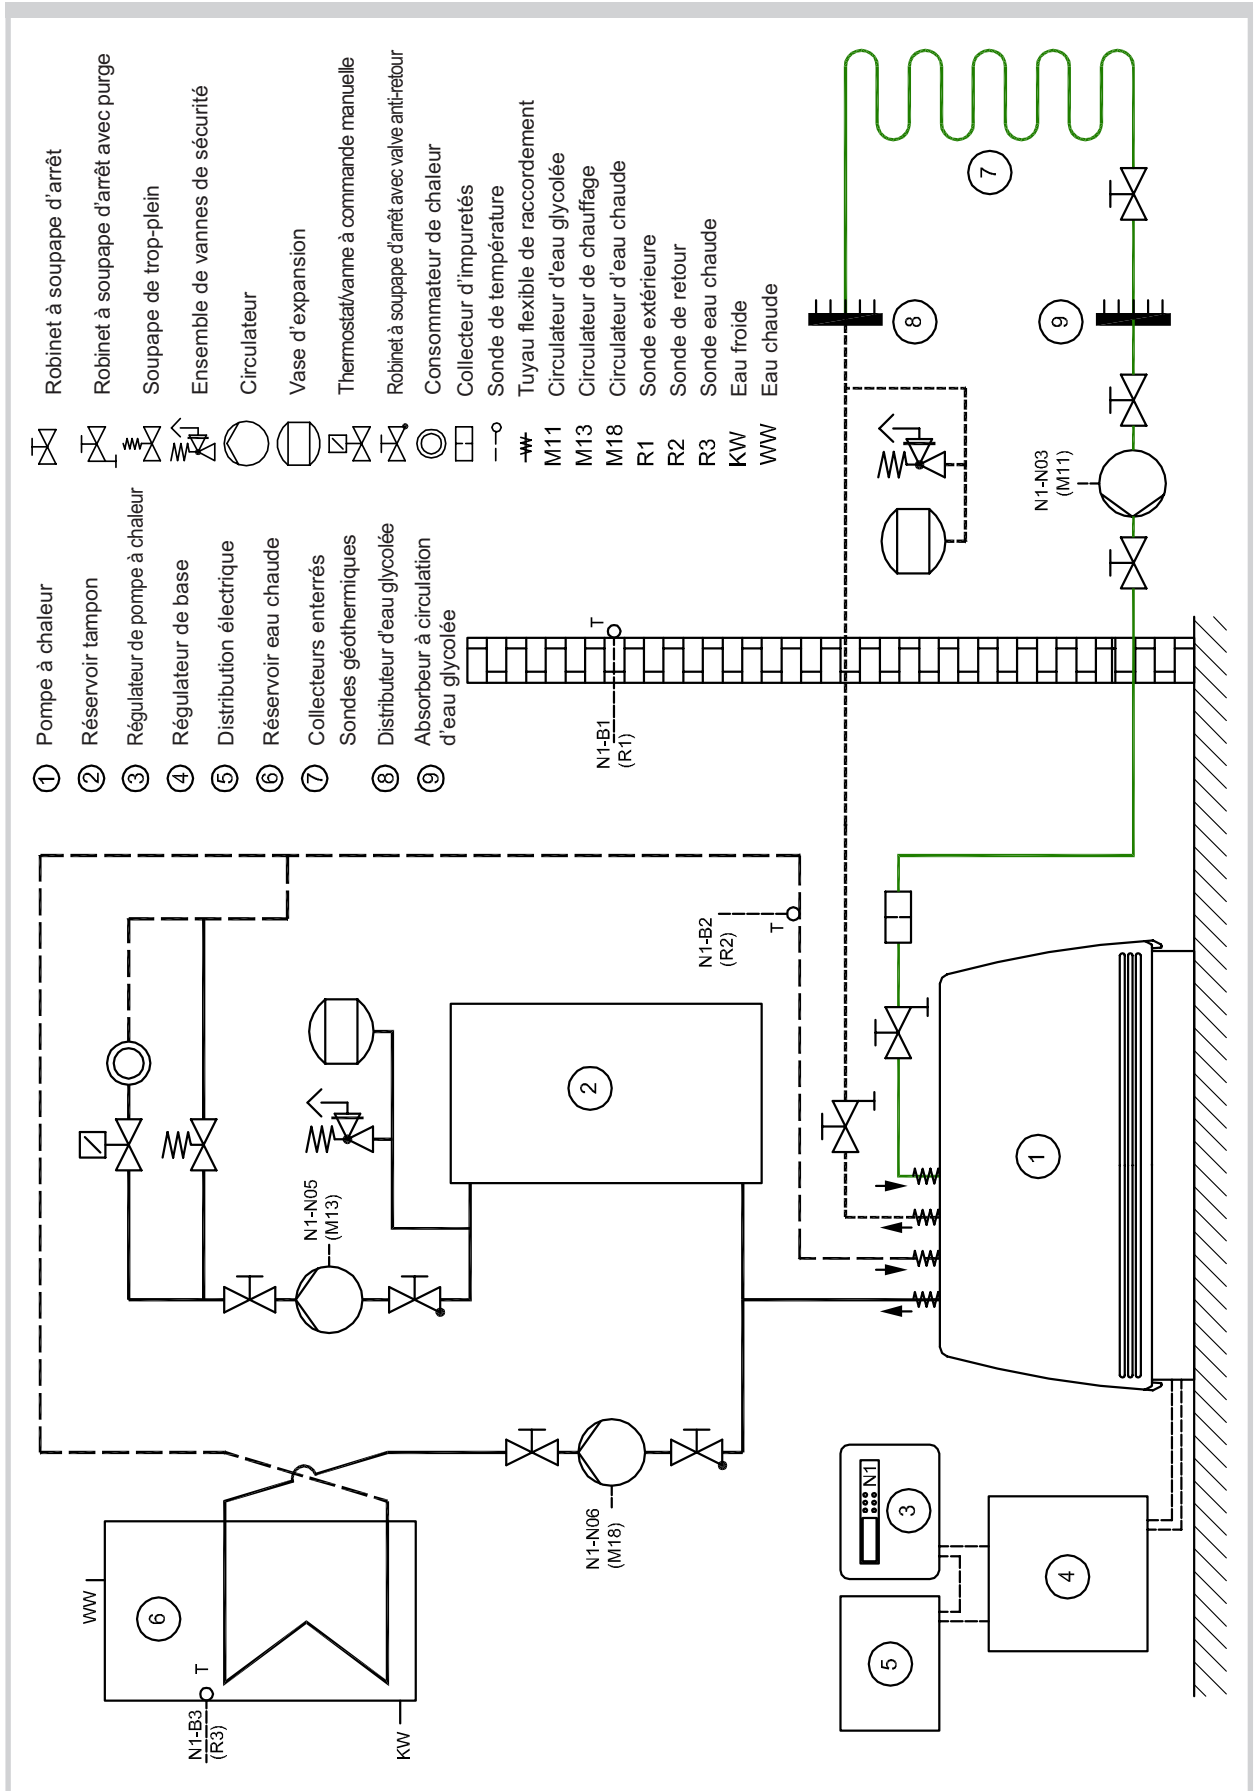 1 Pompe à chaleur
2 Réservoir tampon
3 Régulateur de pompe à chaleur
4 Régulateur de base
5 Distribution électrique
6 Réservoir eau chaude
7 Collecteurs enterrés
Sondes géothermiques
8 Distributeur d'eau glycolée
9 Absorbeur à circulation
d'eau glycolée
Robinet à soupape d'arrêt
Robinet à soupape d'arrêt avec purge
Soupape de trop-plein
Ensemble de vannes de sécurité
Circulateur
Vase d'expansion
Thermostat/vanne à commande manuelle
Robinet à soupape d'arrêt avec valve anti-retour
Consommateur de chaleur
Collecteur d'impuretés
Sonde de température
Tuyau flexible de raccordement
M11 Circulateur d'eau glycolée
M13 Circulateur de chauffage
M18 Circulateur d'eau chaude
R1 Sonde extérieure
R2 Sonde de retour
R3 Sonde eau chaude
KW Eau froide
WW Eau chaude
WW
6
T
N1-B3
(R3)
KW
N1-N05
(M13)
N1-N06
(M18)
2
N1-B2
(R2)
T
N1-B1
(R1)
T
N1-N03
(M11)
7
8
9
1
N1
3
4
5